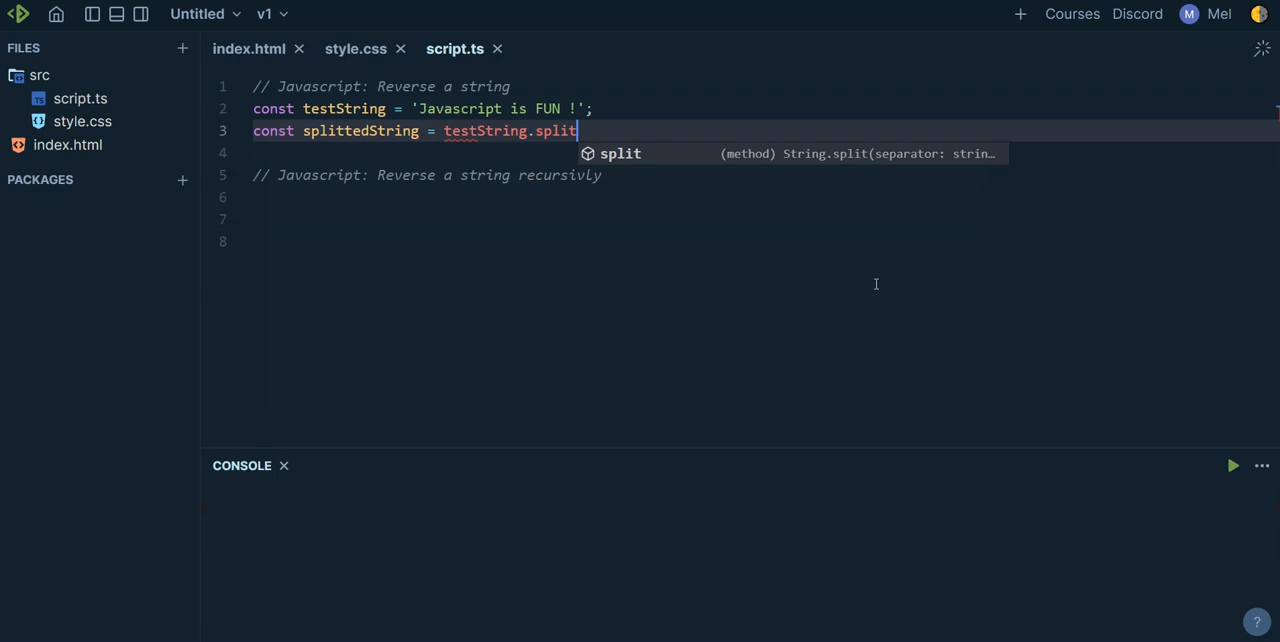 Untitled v1 Courses Discord M Mel
FILES
src
TS script.ts
style.css
index.html
PACKAGES
index.html style.css script.ts
1 // Javascript: Reverse a string
2 const testString = 'Javascript is FUN !';
3 const splittedString = testString.split
split (method) String.split(separator: strin…
4
5 // Javascript: Reverse a string recursivly
6
7
8
CONSOLE
?